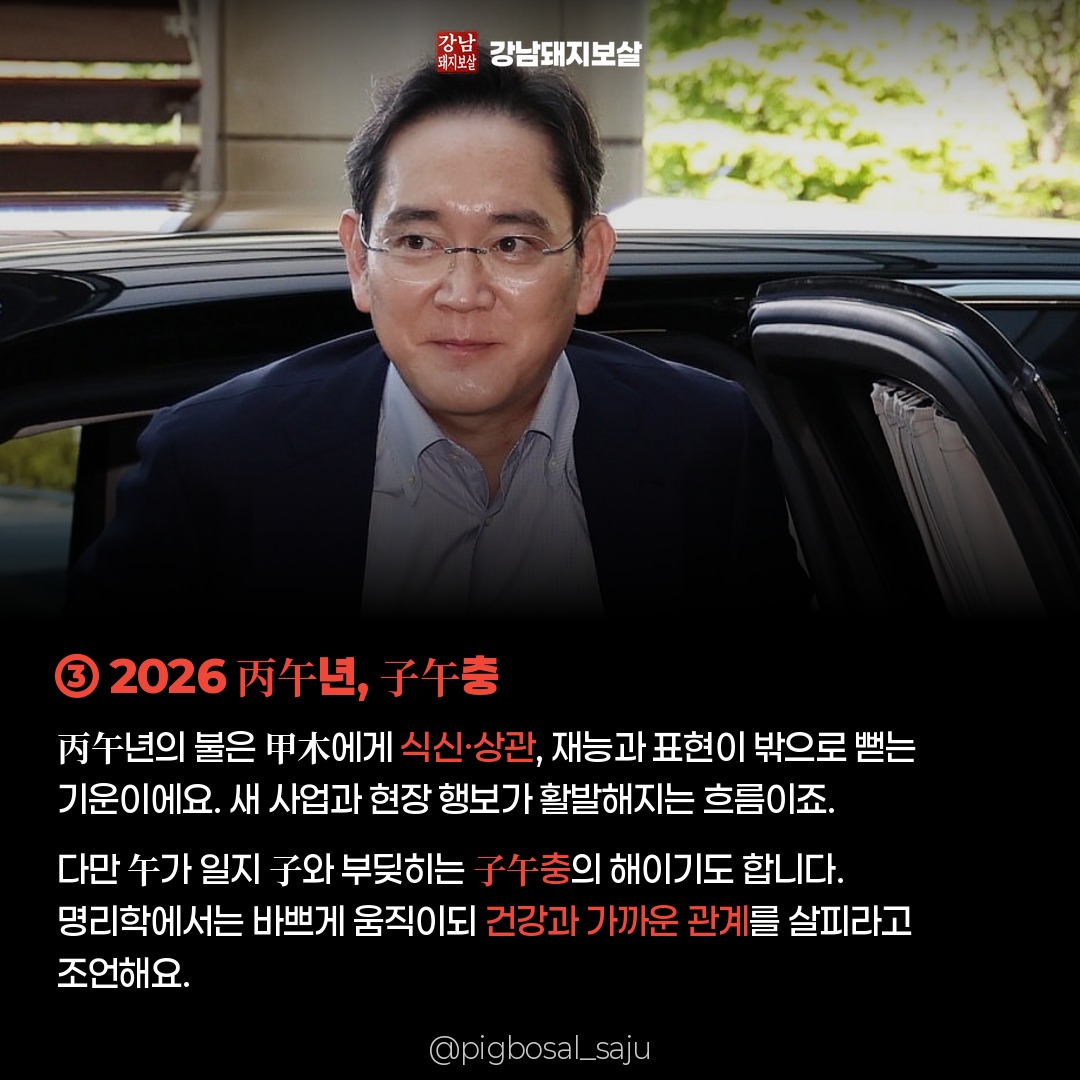 강남
돼지보살
강남돼지보살
③ 2026 丙午년, 子午충
丙午년의 불은 甲木에게 식신·상관, 재능과 표현이 밖으로 뻗는
기운이에요. 새 사업과 현장 행보가 활발해지는 흐름이죠.
다만 午가 일지 子와 부딪히는 子午충의 해이기도 합니다.
명리학에서는 바쁘게 움직이되 건강과 가까운 관계를 살피라고
조언해요.
@pigbosal_saju